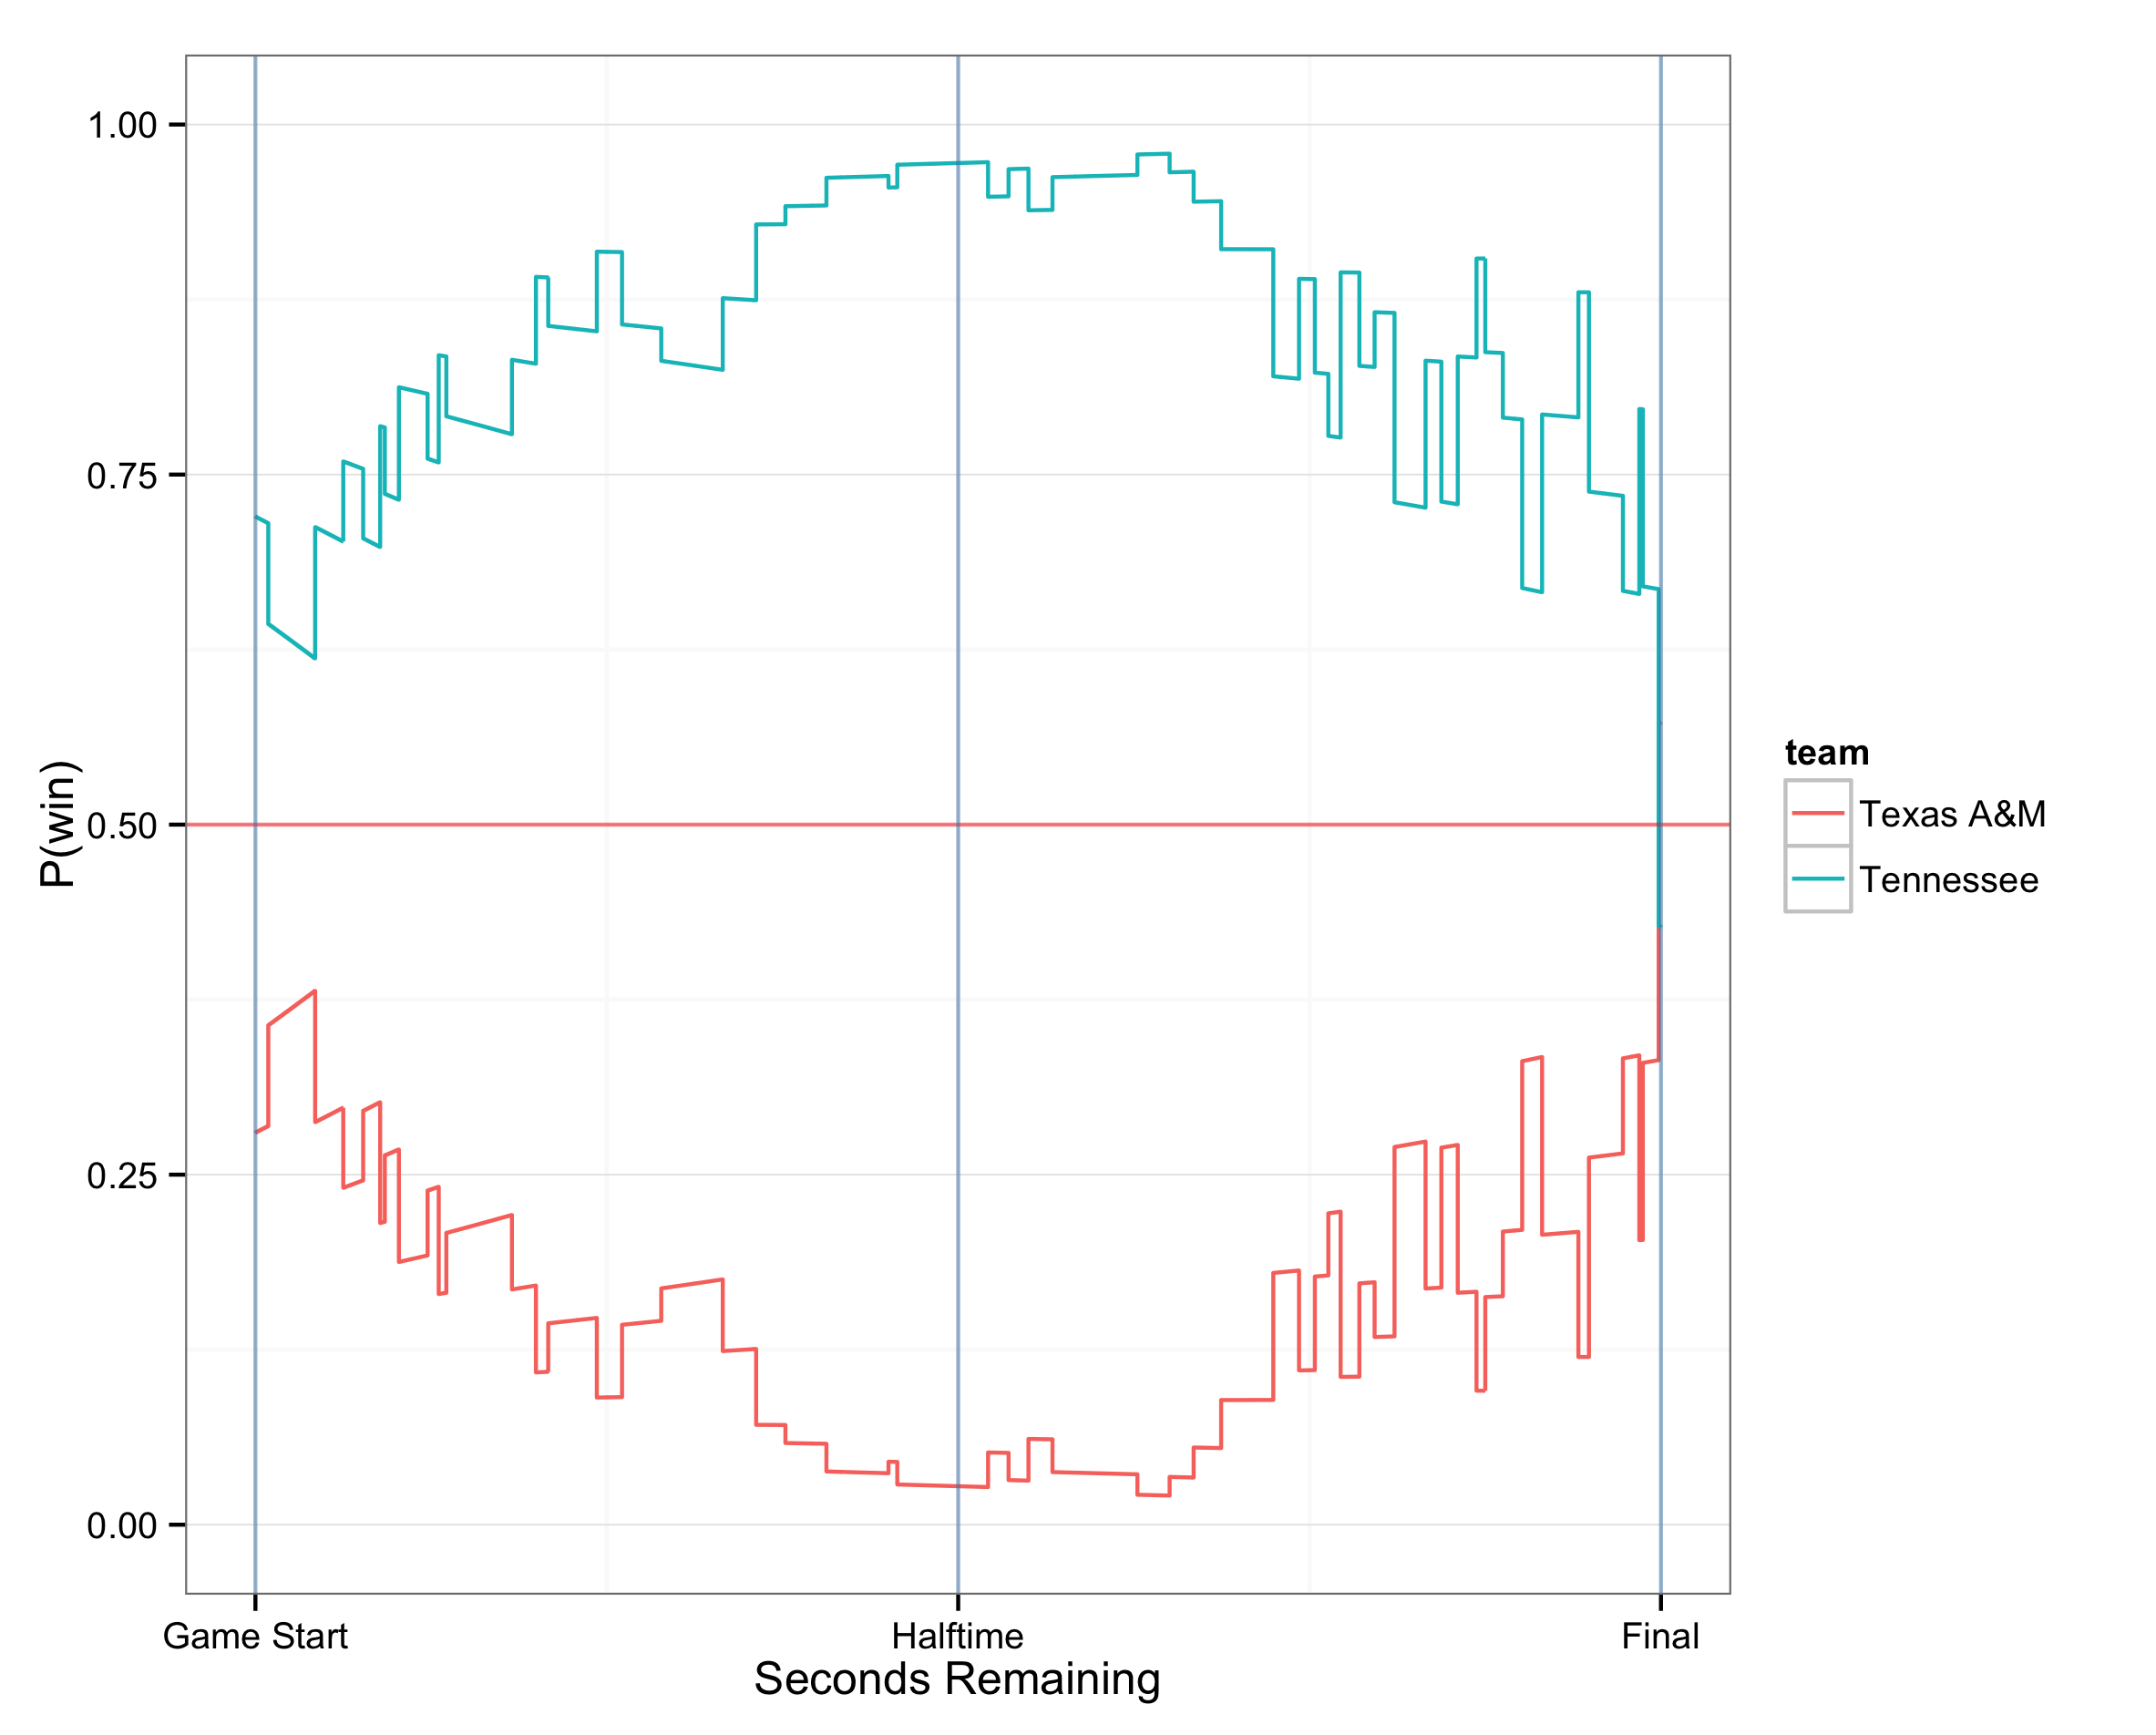 1.00
0.75
0.50
0.25
0.00
P(win)
Game Start
Halftime
Final
Seconds Remaining
team
Texas A&M
Tennessee